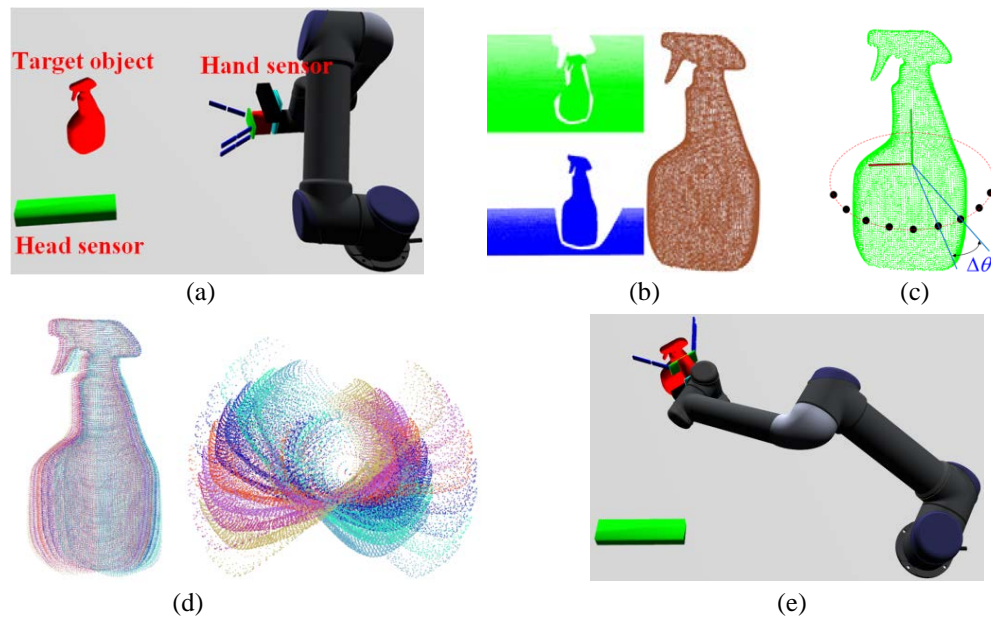 Target object
Hand sensor
Head sensor
(a)
(b)
Δθ
(c)
(d)
(e)